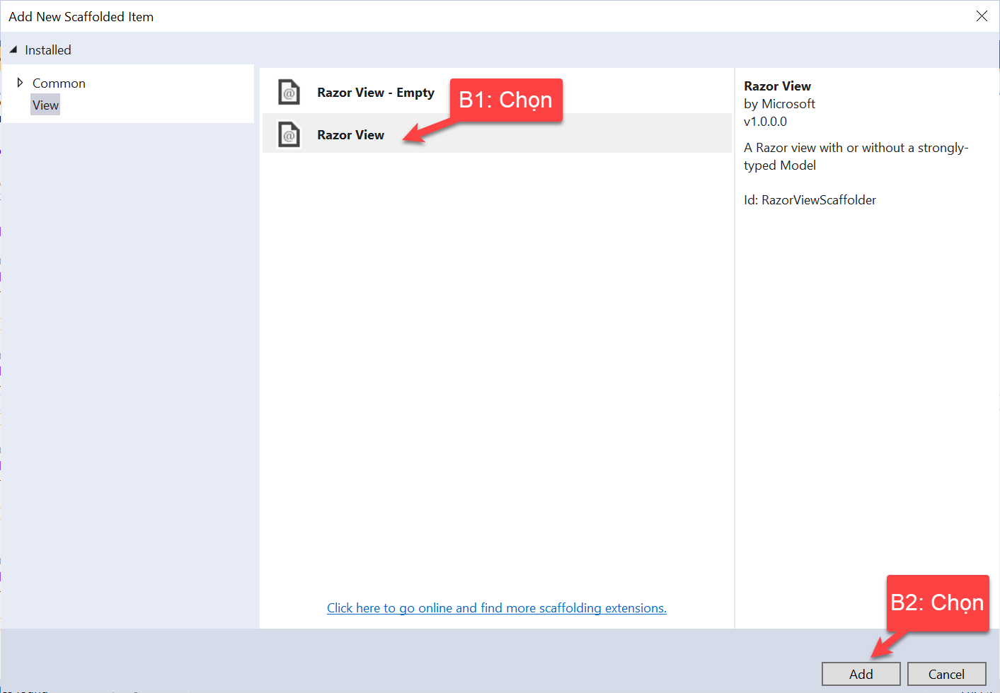 Add New Scaffolded Item
Installed
Common
View
Razor View - Empty
B1: Chọn
Razor View
Razor View
by Microsoft
v1.0.0.0
A Razor view with or without a strongly-
typed Model
Id: RazorViewScaffolder
Click here to go online and find more scaffolding extensions.
B2: Chọn
Add
Cancel